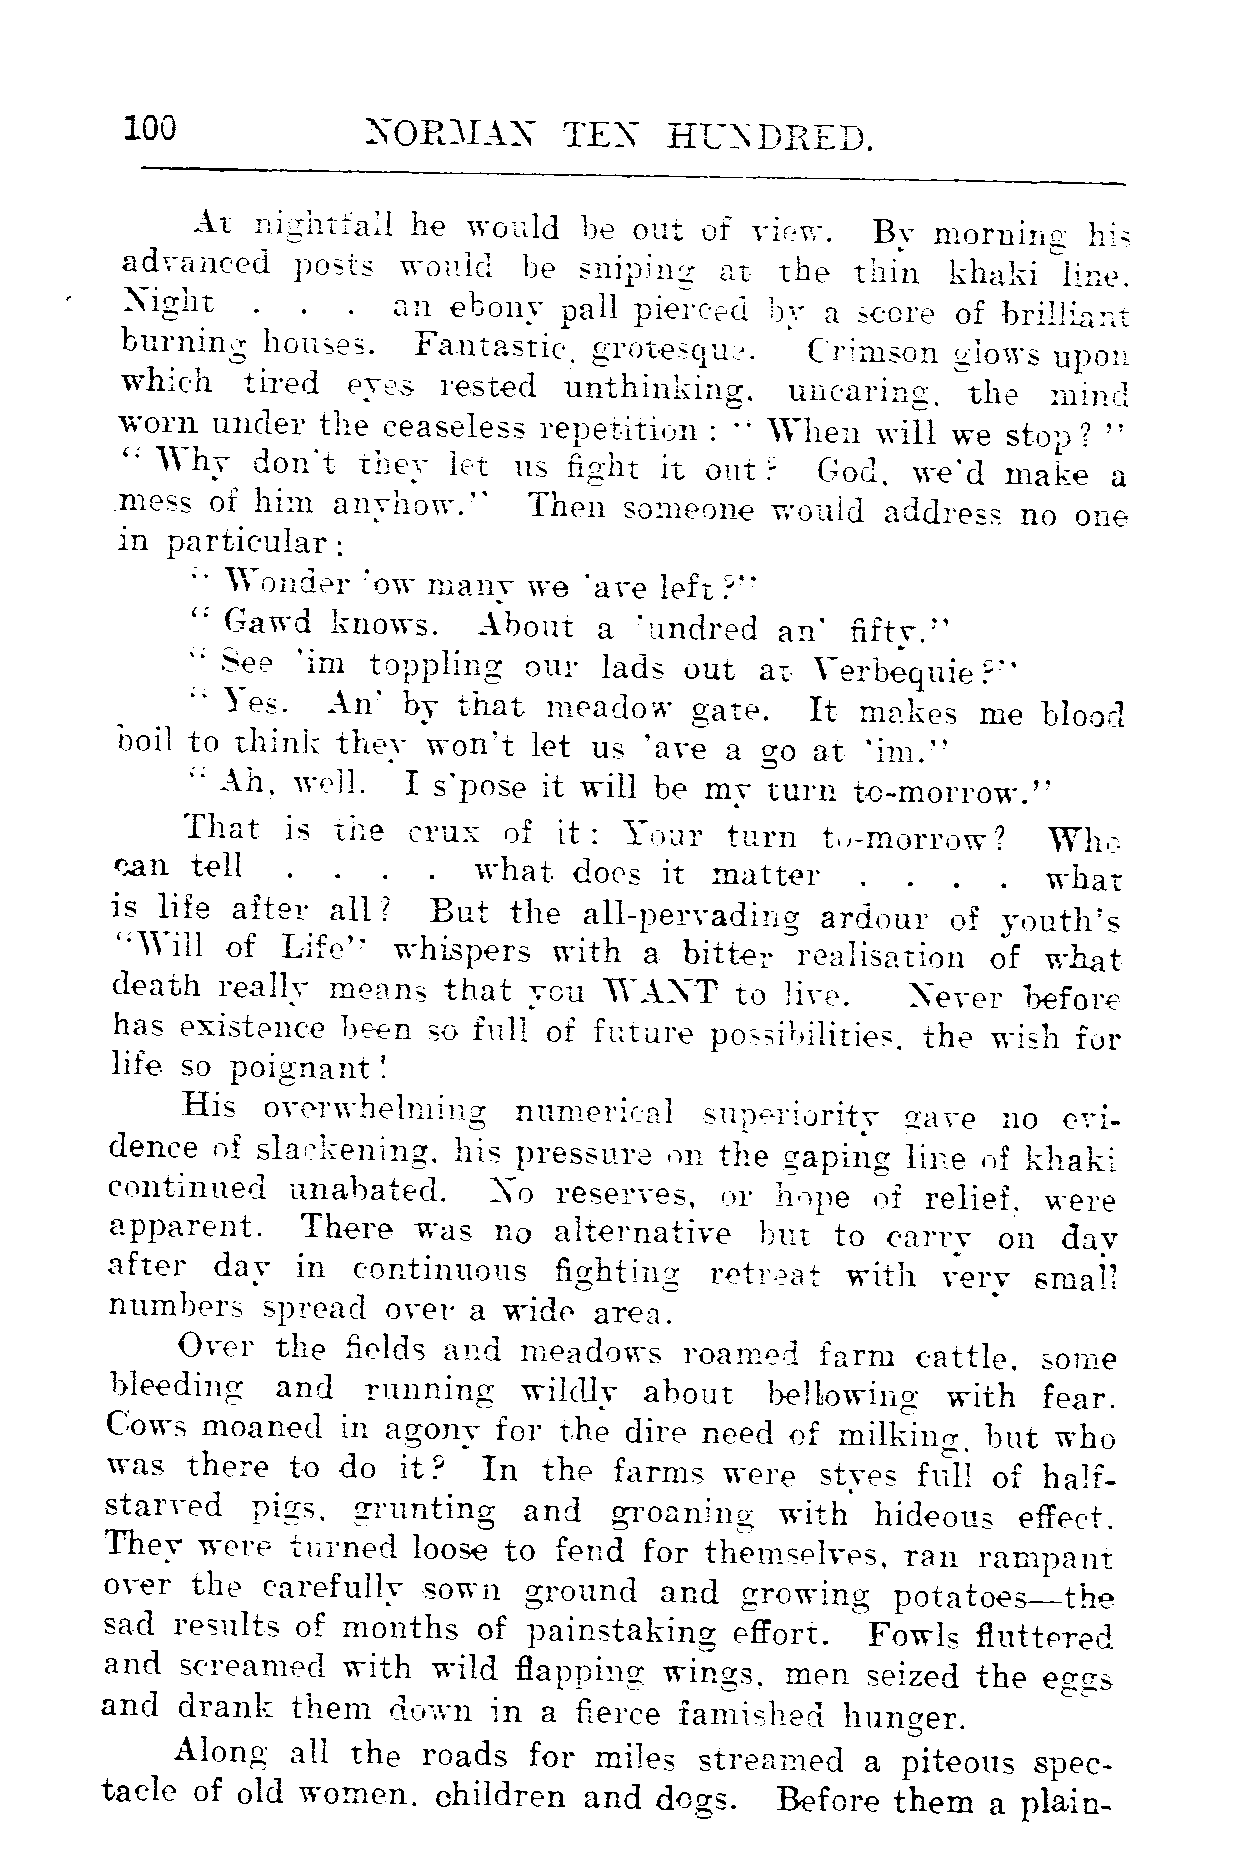 100 NORMAN TEN HUNDRED.
At nightfall he would be out of view. By morning his
advanced posts would be sniping at the thin khaki line.
Night . . . an ebony pall pierced by a score of brilliant
burning houses. Fantastic, grotesque. Crimson glows upon
which tired eyes rested unthinking, uncaring, the mind
worn under the ceaseless repetition : " When will we stop? "
" Why don't they let us fight it out? God, we'd make a
mess of him anyhow." Then someone would address no one
in particular :
" Wonder 'ow many we 'ave left?"
" Gawd knows. About a 'undred an' fifty."
" See 'im toppling our lads out at Verbequie?"
" Yes. An' by that meadow gate. It makes me blood
boil to think they won't let us 'ave a go at 'im."
" Ah, well. I s'pose it will be my turn to-morrow."
That is the crux of it : Your turn to-morrow? Who
can tell . . . . what does it matter . . . . what
is life after all? But the all-pervading ardour of youth's
"Will of Life" whispers with a bitter realisation of what
death really means that you WANT to live. Never before
has existence been so full of future possibilities, the wish for
life so poignant!
His overwhelming numerical superiority gave no evi-
dence of slackening, his pressure on the gaping line of khaki
continued unabated. No reserves, or hope of relief, were
apparent. There was no alternative but to carry on day
after day in continuous fighting retreat with very small
numbers spread over a wide area.
Over the fields and meadows roamed farm cattle, some
bleeding and running wildly about bellowing with fear.
Cows moaned in agony for the dire need of milking, but who
was there to do it? In the farms were styes full of half-
starved pigs, grunting and groaning with hideous effect.
They were turned loose to fend for themselves, ran rampant
over the carefully sown ground and growing potatoes—the
sad results of months of painstaking effort. Fowls fluttered
and screamed with wild flapping wings, men seized the eggs
and drank them down in a fierce famished hunger.
Along all the roads for miles streamed a piteous spec-
tacle of old women, children and dogs. Before them a plain-